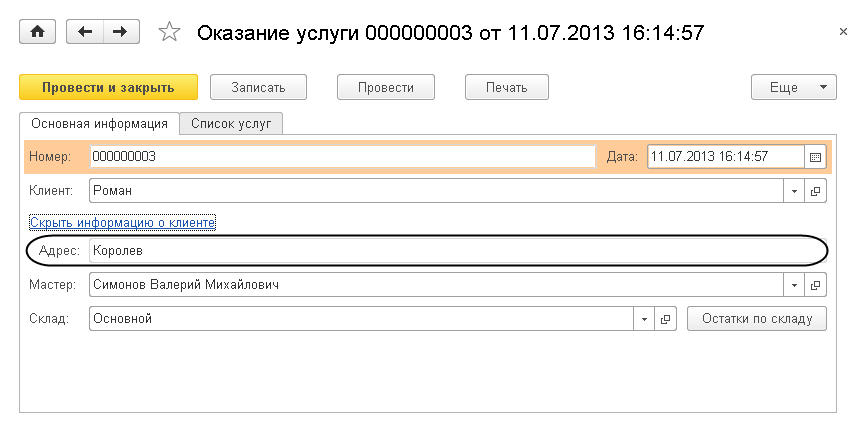 Оказание услуги 000000003 от 11.07.2013 16:14:57
Провести и закрыть Записать Провести Печать Еще
Основная информация Список услуг
Номер: 000000003 Дата: 11.07.2013 16:14:57
Клиент: Роман
Скрыть информацию о клиенте
Адрес: Королев
Мастер: Симонов Валерий Михайлович
Склад: Основной Остатки по складу